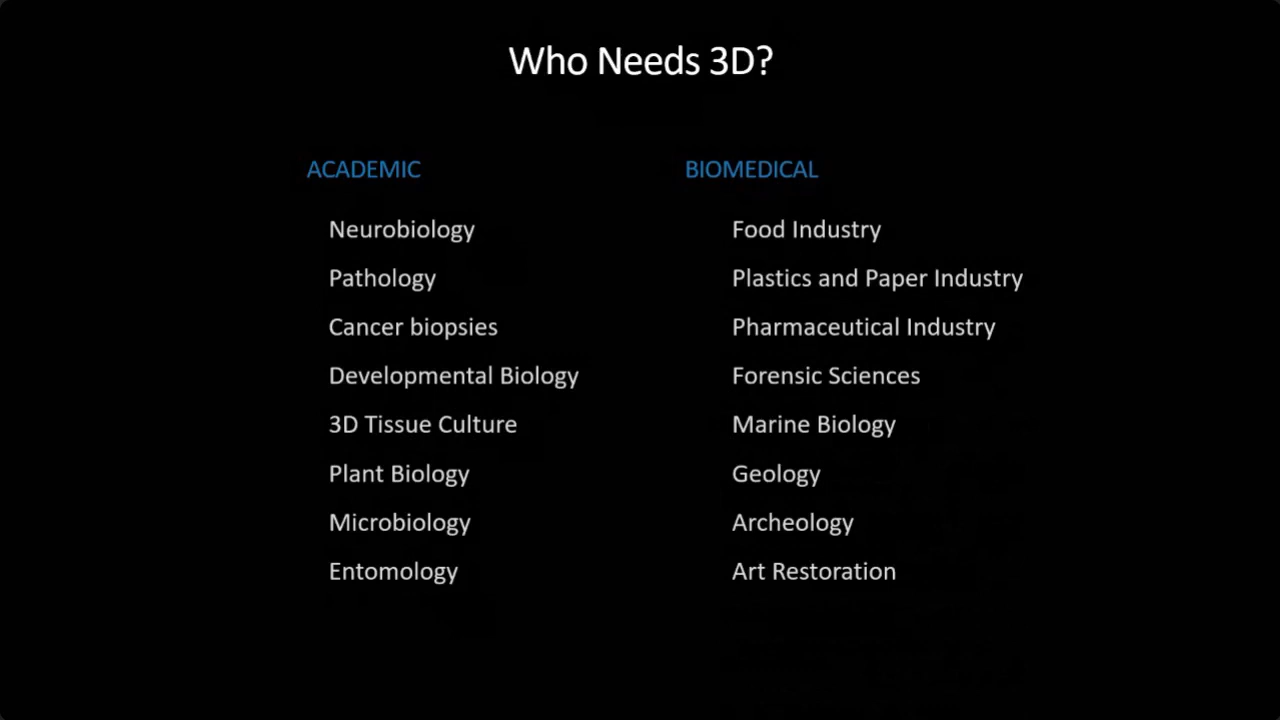 Who Needs 3D?
ACADEMIC
Neurobiology
Pathology
Cancer biopsies
Developmental Biology
3D Tissue Culture
Plant Biology
Microbiology
Entomology
BIOMEDICAL
Food Industry
Plastics and Paper Industry
Pharmaceutical Industry
Forensic Sciences
Marine Biology
Geology
Archeology
Art Restoration